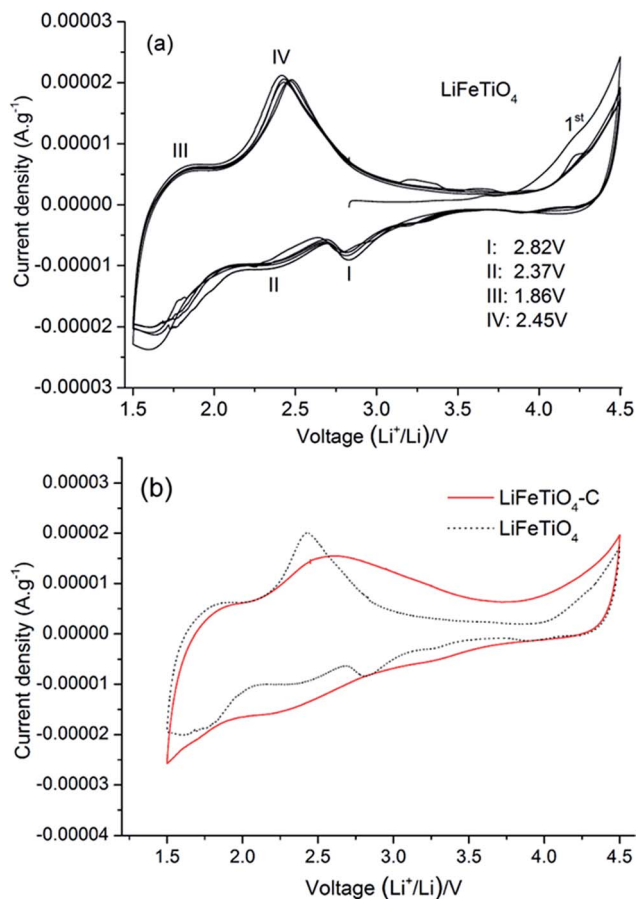 (a)
IV
LiFeTiO₄
III
1ˢᵗ
I
II
I: 2.82V
II: 2.37V
III: 1.86V
IV: 2.45V
0.00003
0.00002
0.00001
0.00000
-0.00001
-0.00002
-0.00003
Current density (A.g⁻¹)
1.5 2.0 2.5 3.0 3.5 4.0 4.5
Voltage (Li⁺/Li)/V
(b)
LiFeTiO₄-C
LiFeTiO₄
0.00003
0.00002
0.00001
0.00000
-0.00001
-0.00002
-0.00003
-0.00004
Current density (A.g⁻¹)
1.5 2.0 2.5 3.0 3.5 4.0 4.5
Voltage (Li⁺/Li)/V